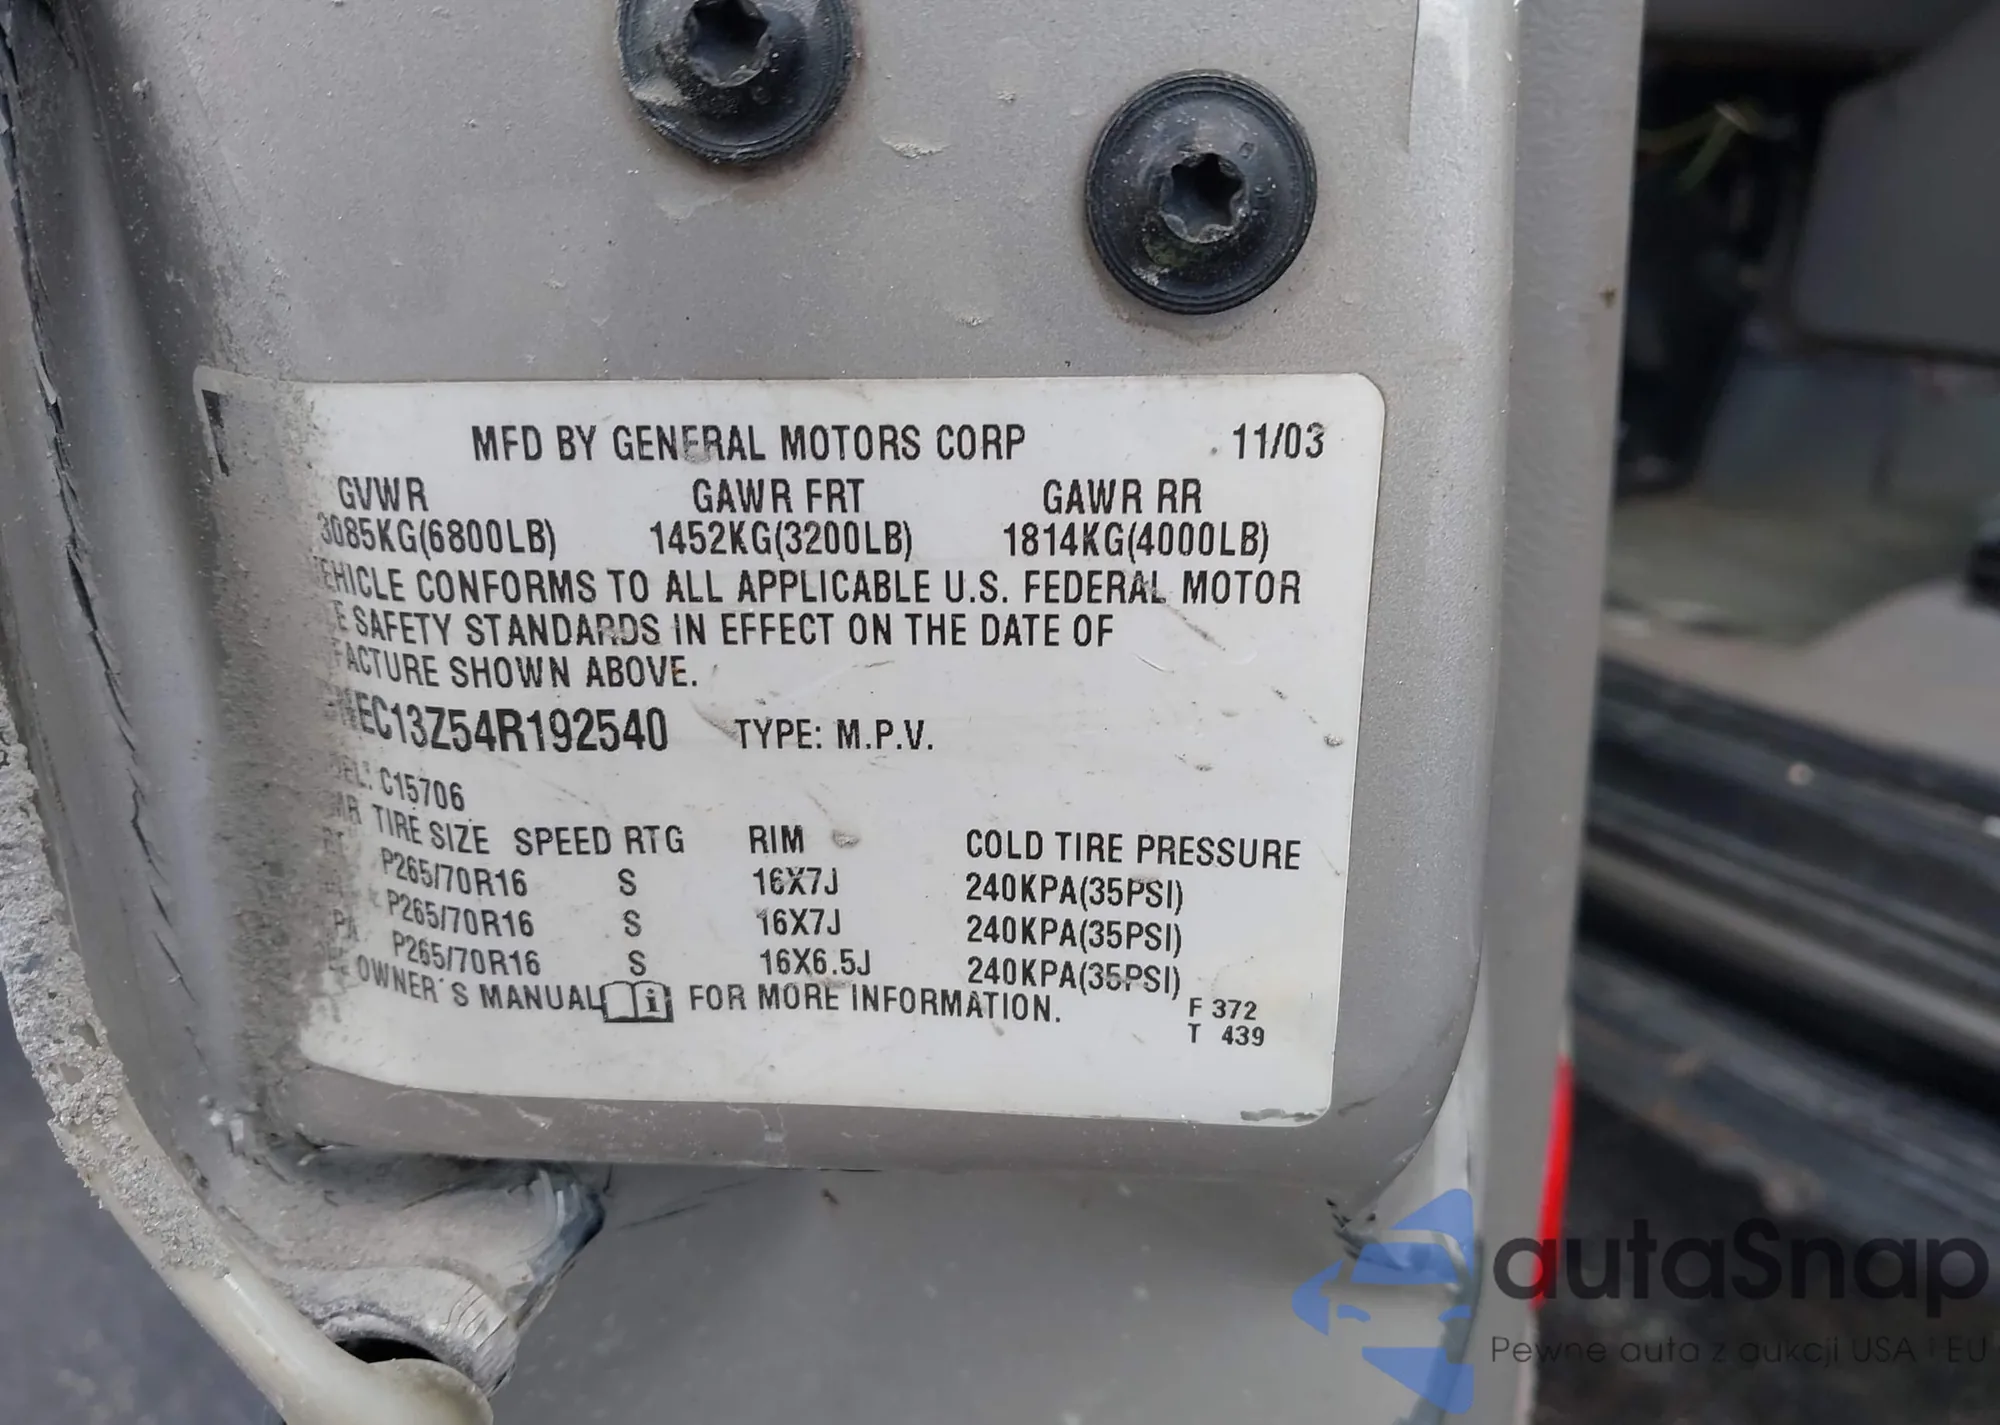 MFD BY GENERAL MOTORS CORP 11/03
GVWR GAWR FRT GAWR RR
3085KG(6800LB) 1452KG(3200LB) 1814KG(4000LB)
EHICLE CONFORMS TO ALL APPLICABLE U.S. FEDERAL MOTOR
E SAFETY STANDARDS IN EFFECT ON THE DATE OF
FACTURE SHOWN ABOVE.
EC13Z54R192540 TYPE: M.P.V.
EL: C15706
TIRE SIZE SPEED RTG RIM COLD TIRE PRESSURE
P265/70R16 S 16X7J 240KPA(35PSI)
P265/70R16 S 16X7J 240KPA(35PSI)
P265/70R16 S 16X6.5J 240KPA(35PSI)
OWNER'S MANUAL FOR MORE INFORMATION.
F 372
T 439
autaSnap
Pewne auta z aukcji USA i EU